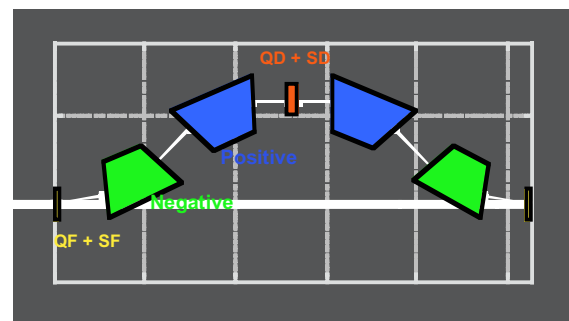 QD + SD
Positive
Negative
QF + SF